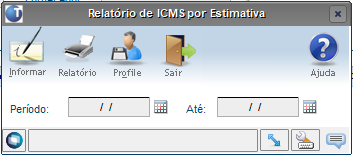 Relatório de ICMS por Estimativa
Informar Relatório Profile Sair Ajuda
Período: / / Até: / /